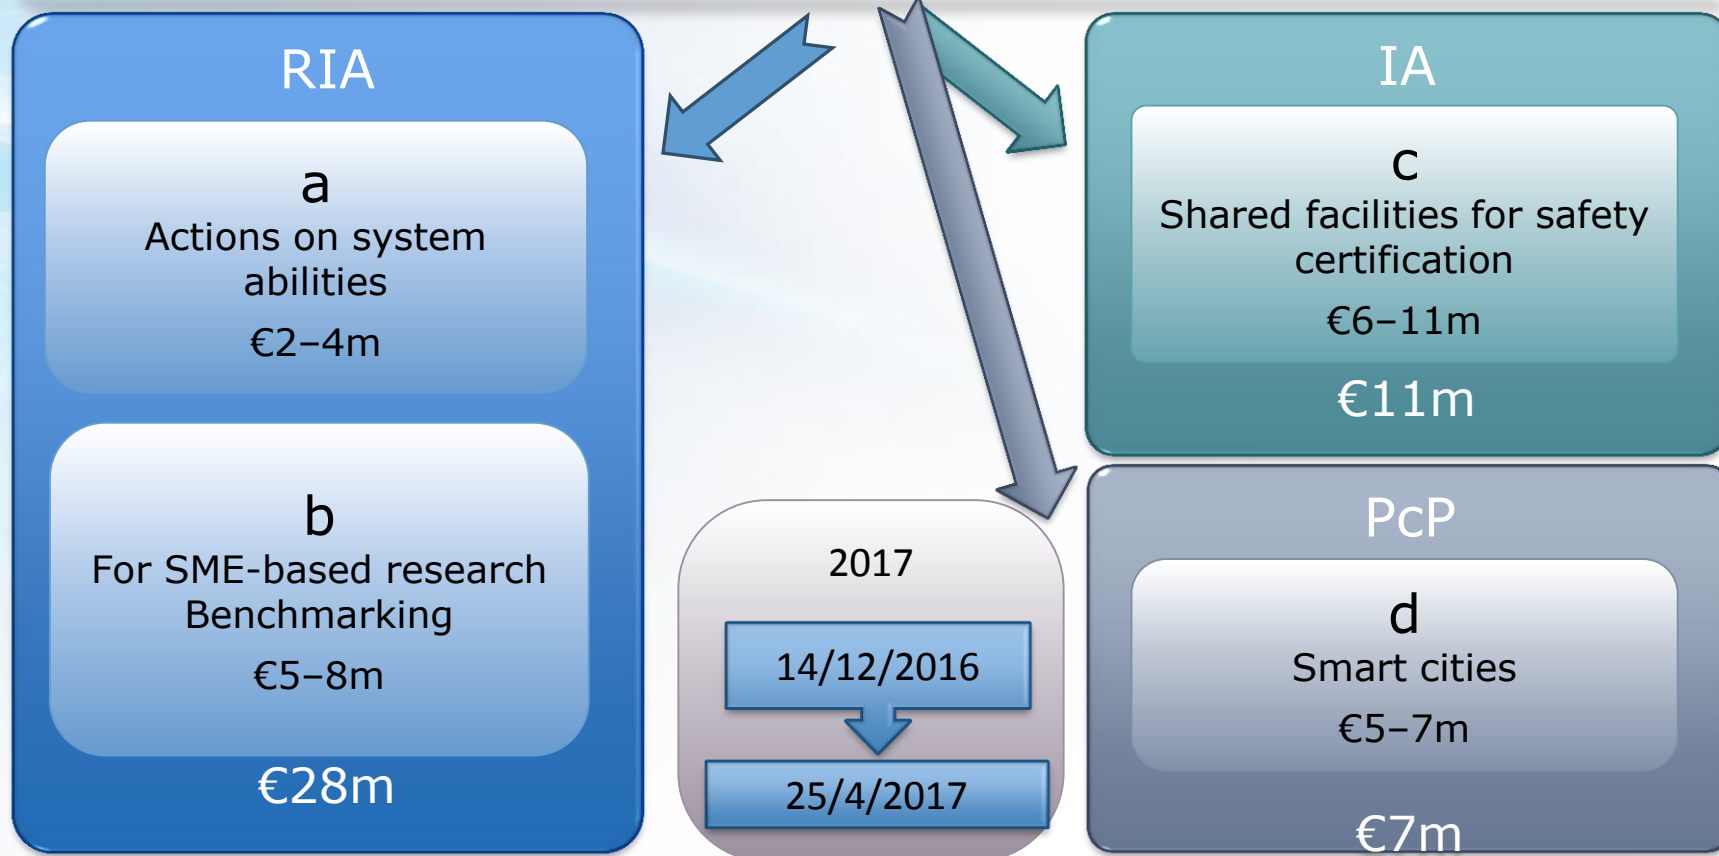 RIA
a
Actions on system
abilities
€2–4m
b
For SME-based research
Benchmarking
€5–8m
€28m
IA
c
Shared facilities for safety
certification
€6–11m
€11m
PcP
d
Smart cities
€5–7m
€7m
2017
14/12/2016
25/4/2017